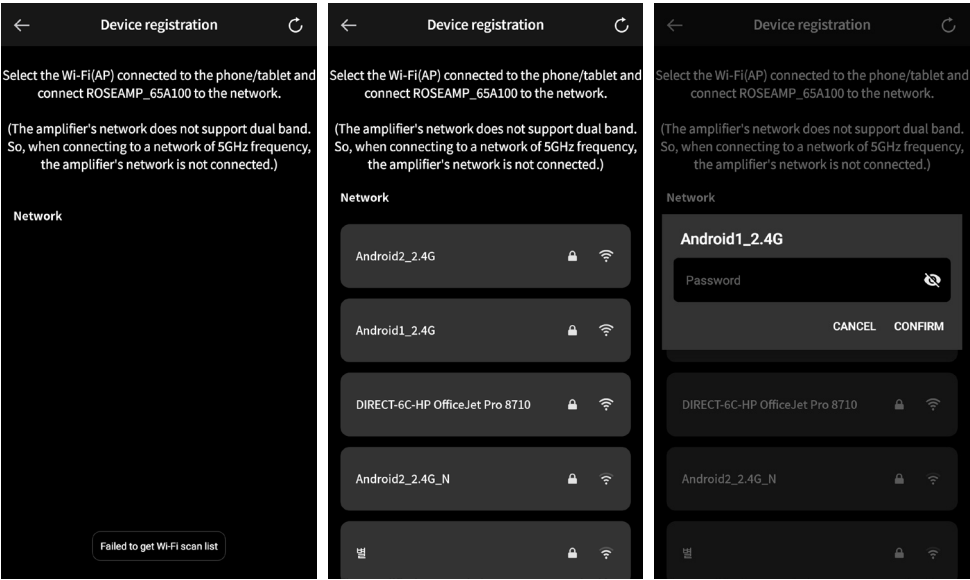 Device registration
Select the Wi-Fi(AP) connected to the phone/tablet and
connect ROSEAMP_65A100 to the network.
(The amplifier's network does not support dual band.
So, when connecting to a network of 5GHz frequency,
the amplifier's network is not connected.)
Network
Failed to get Wi-Fi scan list
Device registration
Select the Wi-Fi(AP) connected to the phone/tablet and
connect ROSEAMP_65A100 to the network.
(The amplifier's network does not support dual band.
So, when connecting to a network of 5GHz frequency,
the amplifier's network is not connected.)
Network
Android2_2.4G
Android1_2.4G
DIRECT-6C-HP OfficeJet Pro 8710
Android2_2.4G_N
별
Device registration
Select the Wi-Fi(AP) connected to the phone/tablet and
connect ROSEAMP_65A100 to the network.
(The amplifier's network does not support dual band.
So, when connecting to a network of 5GHz frequency,
the amplifier's network is not connected.)
Network
Android1_2.4G
Password
CANCEL CONFIRM
DIRECT-6C-HP OfficeJet Pro 8710
Android2_2.4G_N
별